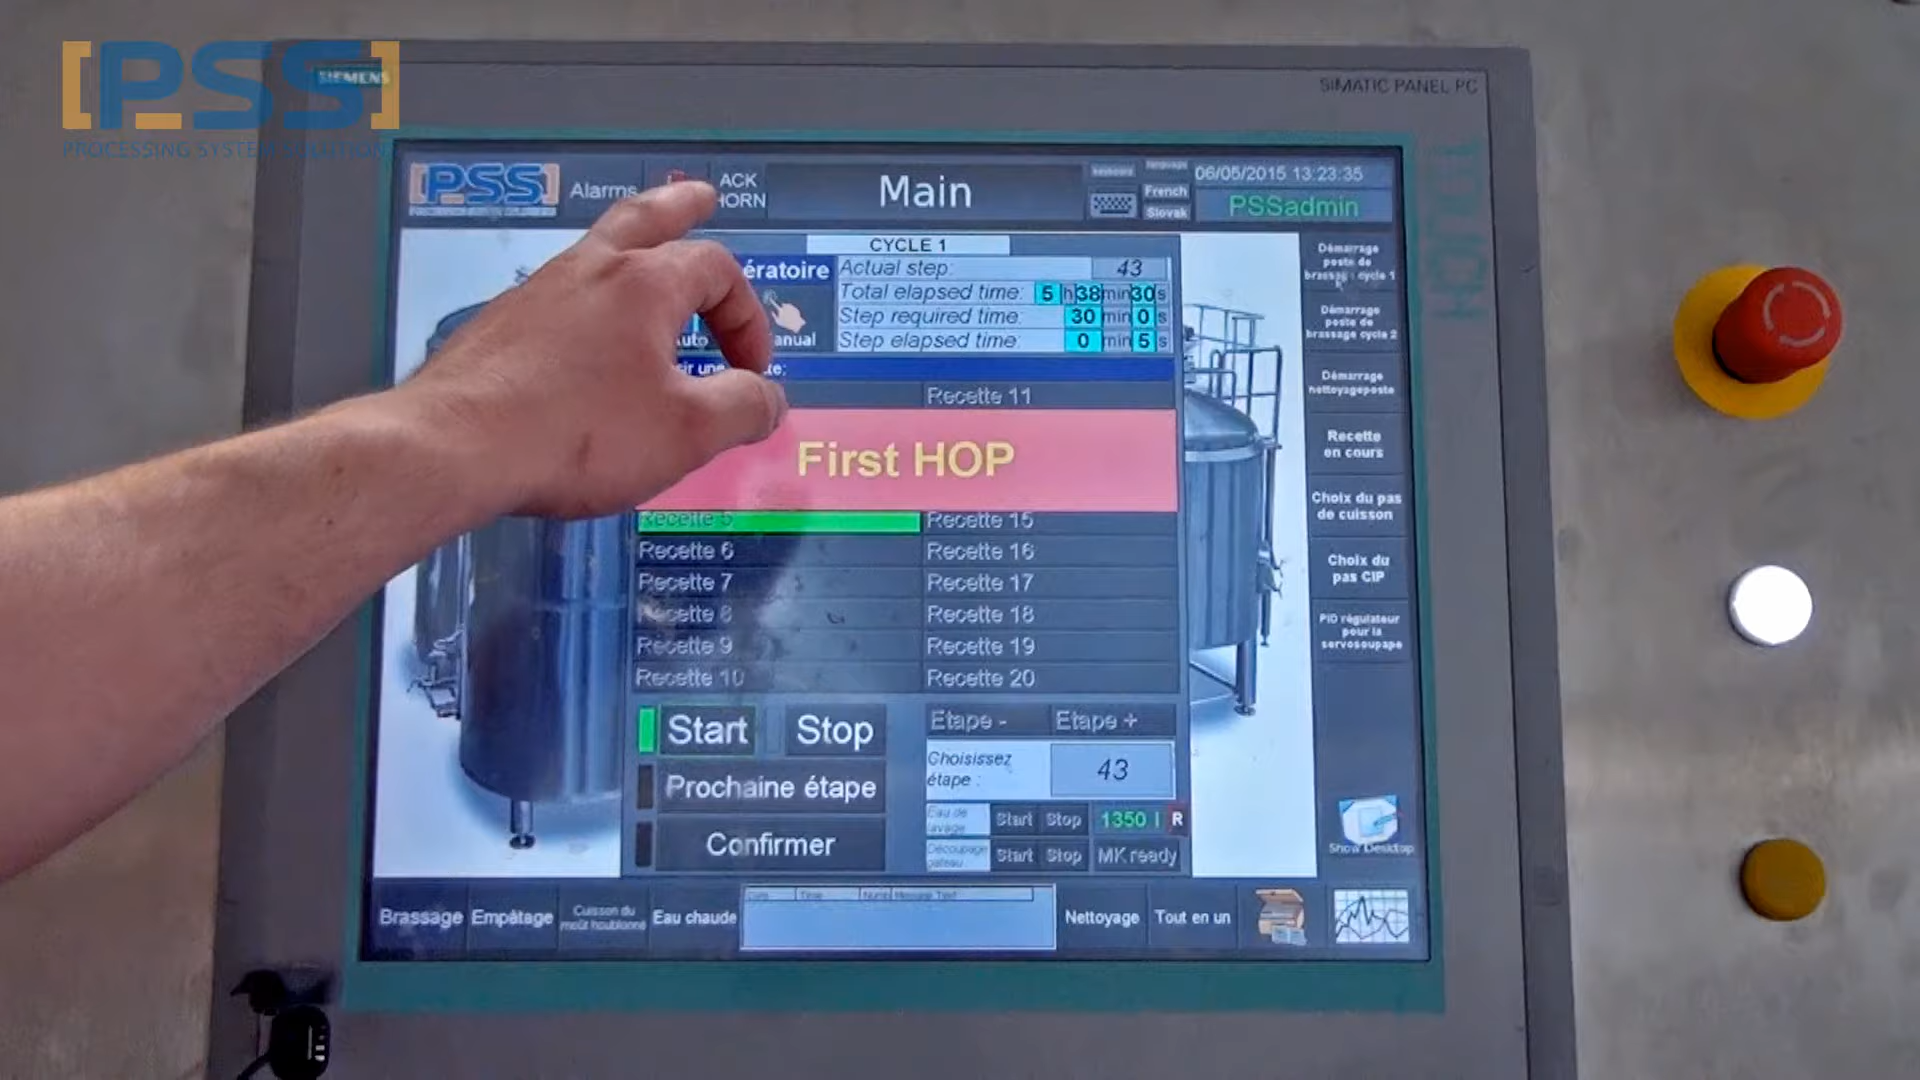 [PSS]
PROCESSING SYSTEM SOLUTION
SIEMENS
SIMATIC PANEL PC
[PSS]
Alarms
ACK
HORN
Main
French
Slovak
06/05/2015 13:23:35
PSSadmin
CYCLE 1
ératoire
Actual step: 43
Total elapsed time: 5 h 38 min 30 s
Step required time: 30 min 0 s
Step elapsed time: 0 min 5 s
Auto
anual
Recette 11
First HOP
Recette 5
Recette 15
Recette 6
Recette 16
Recette 7
Recette 17
Recette 8
Recette 18
Recette 9
Recette 19
Recette 10
Recette 20
Start
Stop
Etape -
Etape +
Choisissez
étape :
43
Prochaine étape
Confirmer
Eau de
lavage
Start
Stop
1350 l
R
Découpage
gateau
Start
Stop
MK ready
Démarrage
poste de
brassage cycle 1
Démarrage
poste de
brassage cycle 2
Démarrage
nettoyageposte
Recette
en cours
Choix du pas
de cuisson
Choix du
pas CIP
PID régulateur
pour la
servosoupape
Show Desktop
Brassage
Empâtage
Cuisson du
moût houblonné
Eau chaude
Time
Message Text
Nettoyage
Tout en un